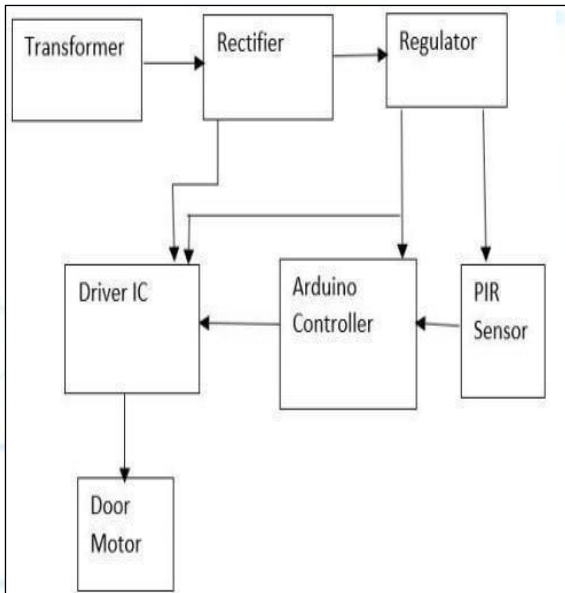 Transformer
Rectifier
Regulator
Driver IC
Arduino
Controller
PIR
Sensor
Door
Motor